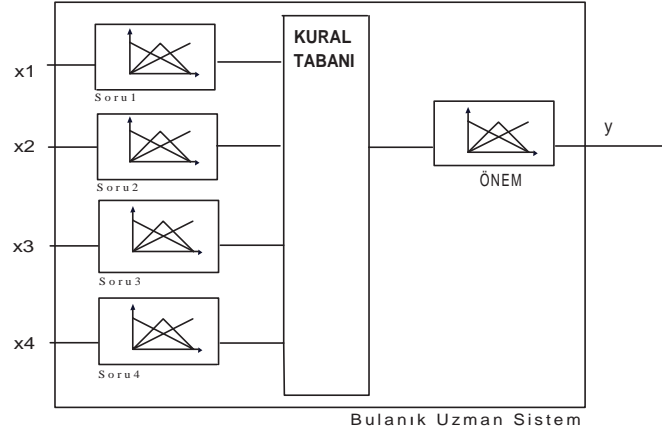 KURAL
TABANI
x1
Soru1
x2
Soru2
x3
Soru3
x4
Soru4
ÖNEM
y
Bulanık Uzman Sistem